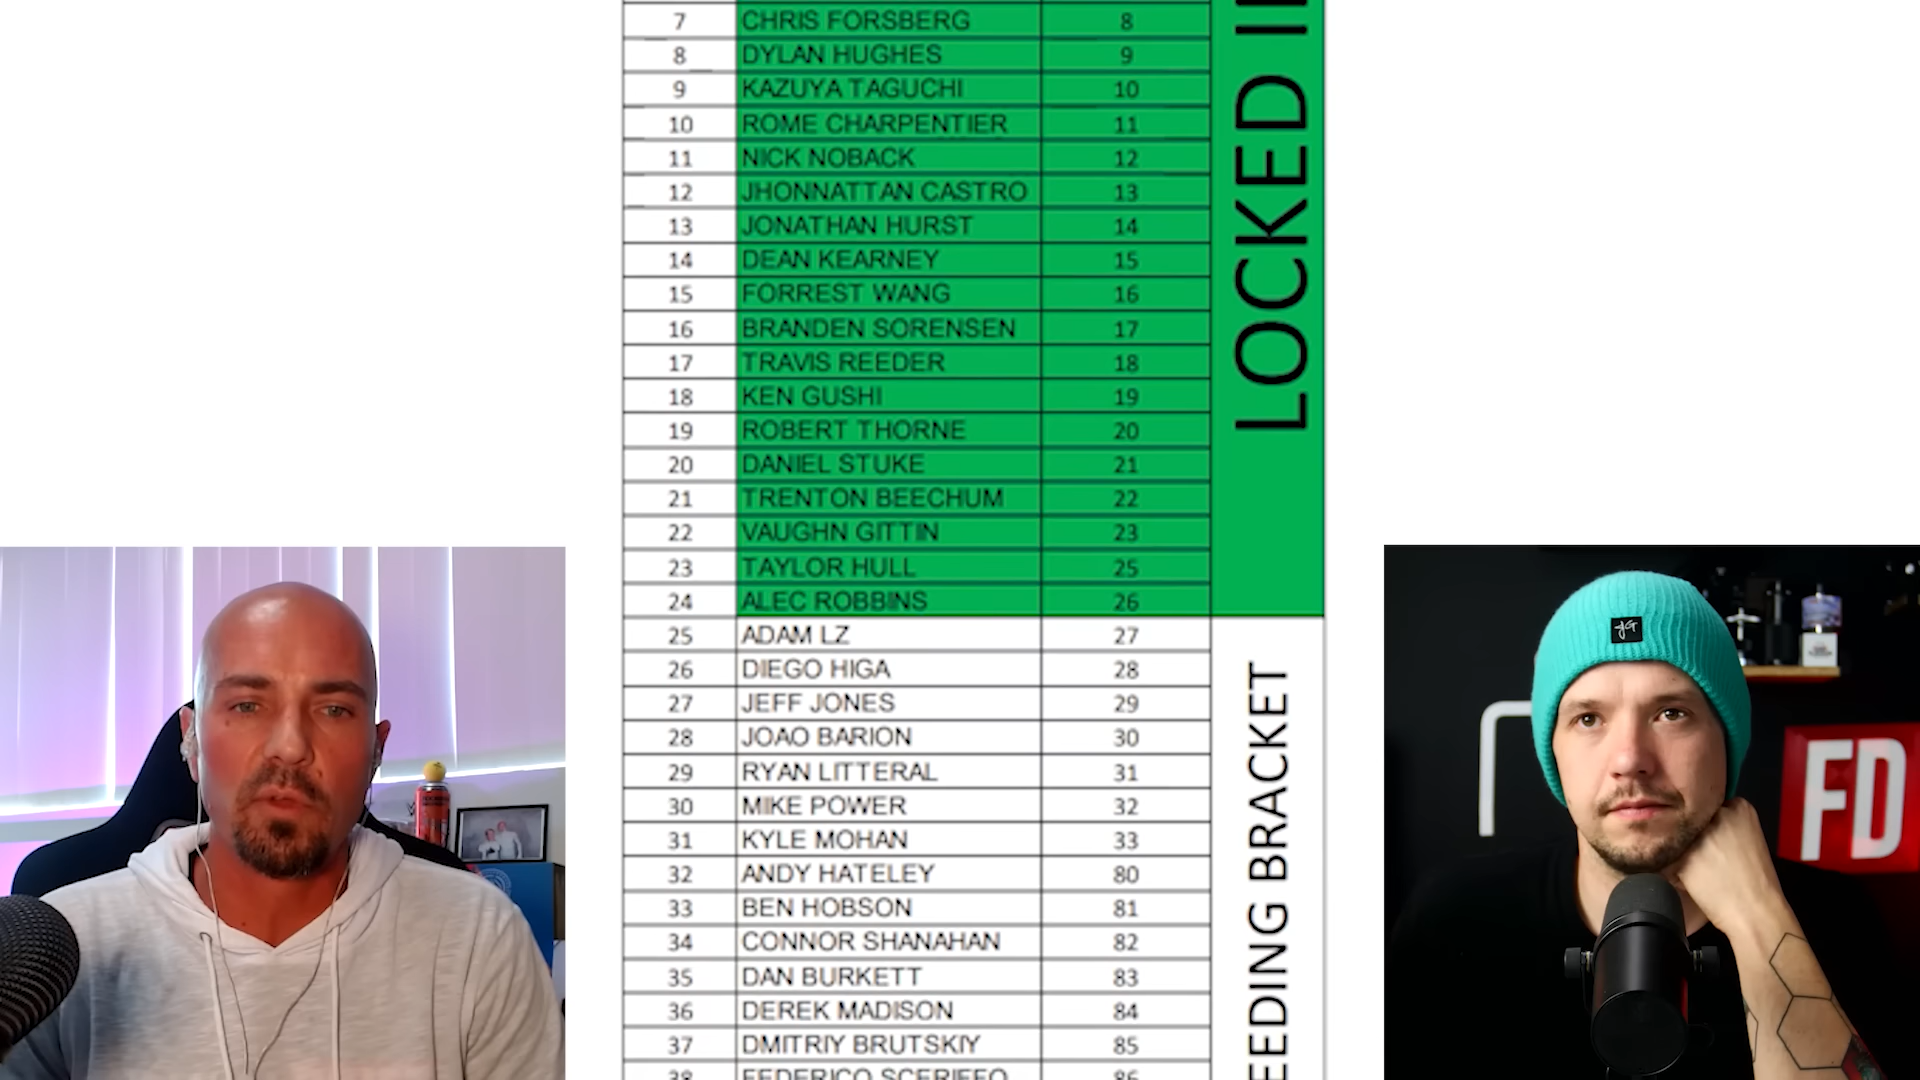 7 CHRIS FORSBERG 8
8 DYLAN HUGHES 9
9 KAZUYA TAGUCHI 10
10 ROME CHARPENTIER 11
11 NICK NOBACK 12
12 JHONNATTAN CASTRO 13
13 JONATHAN HURST 14
14 DEAN KEARNEY 15
15 FORREST WANG 16
16 BRANDEN SORENSEN 17
17 TRAVIS REEDER 18
18 KEN GUSHI 19
19 ROBERT THORNE 20
20 DANIEL STUKE 21
21 TRENTON BEECHUM 22
22 VAUGHN GITTIN 23
23 TAYLOR HULL 25
24 ALEC ROBBINS 26
LOCKED
25 ADAM LZ 27
26 DIEGO HIGA 28
27 JEFF JONES 29
28 JOAO BARION 30
29 RYAN LITTERAL 31
30 MIKE POWER 32
31 KYLE MOHAN 33
32 ANDY HATELEY 80
33 BEN HOBSON 81
34 CONNOR SHANAHAN 82
35 DAN BURKETT 83
36 DEREK MADISON 84
37 DMITRIY BRUTSKIY 85
38 FEDERICO SCERIFFO 86
EEDING BRACKET
FD